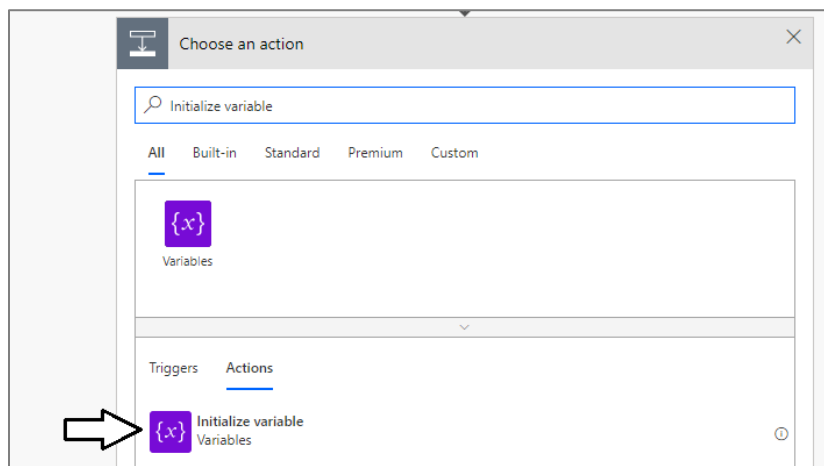 Choose an action
Initialize variable
All Built-in Standard Premium Custom
{x}
Variables
Triggers Actions
{x} Initialize variable
Variables